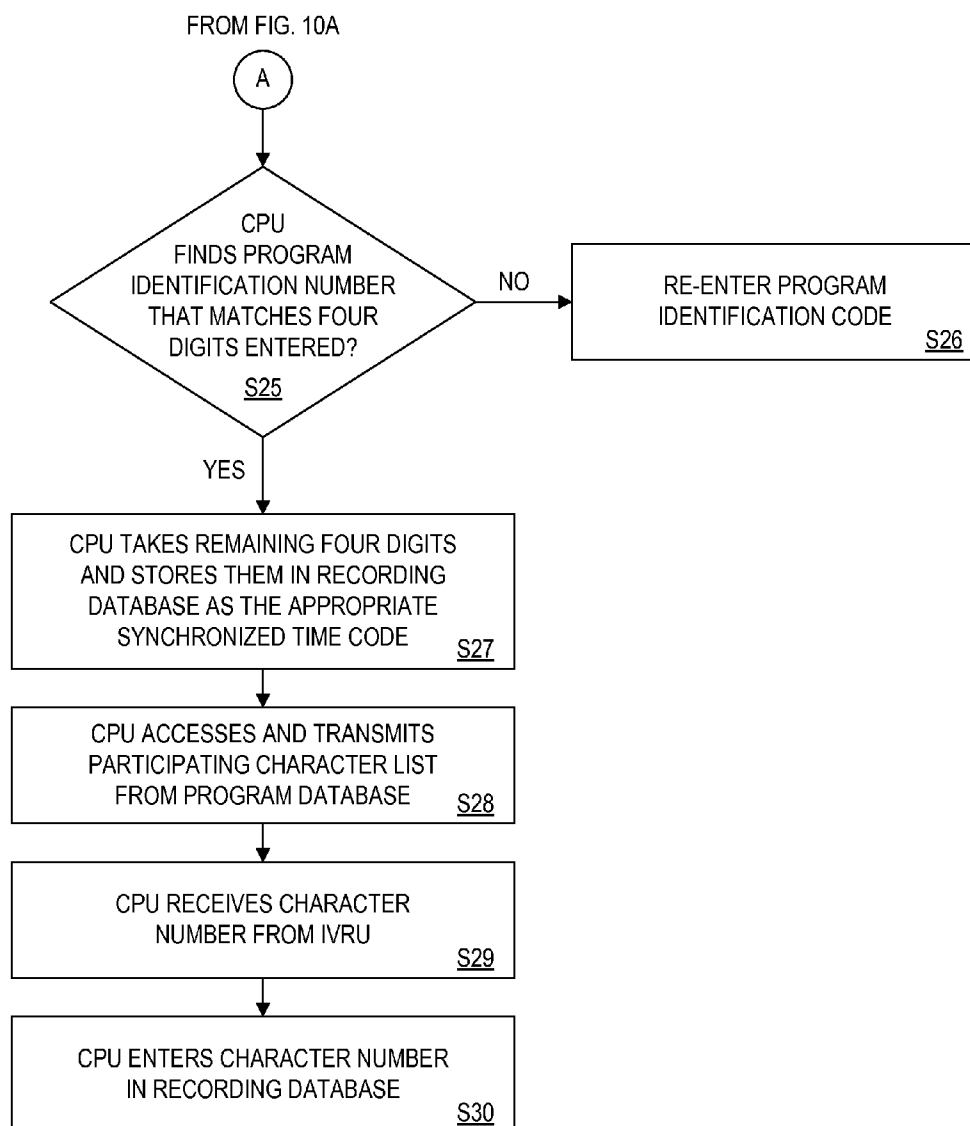 FROM FIG. 10A
A
CPU
FINDS PROGRAM
IDENTIFICATION NUMBER
THAT MATCHES FOUR
DIGITS ENTERED?
S25
NO
RE-ENTER PROGRAM
IDENTIFICATION CODE
S26
YES
CPU TAKES REMAINING FOUR DIGITS
AND STORES THEM IN RECORDING
DATABASE AS THE APPROPRIATE
SYNCHRONIZED TIME CODE
S27
CPU ACCESSES AND TRANSMITS
PARTICIPATING CHARACTER LIST
FROM PROGRAM DATABASE
S28
CPU RECEIVES CHARACTER
NUMBER FROM IVRU
S29
CPU ENTERS CHARACTER NUMBER
IN RECORDING DATABASE
S30